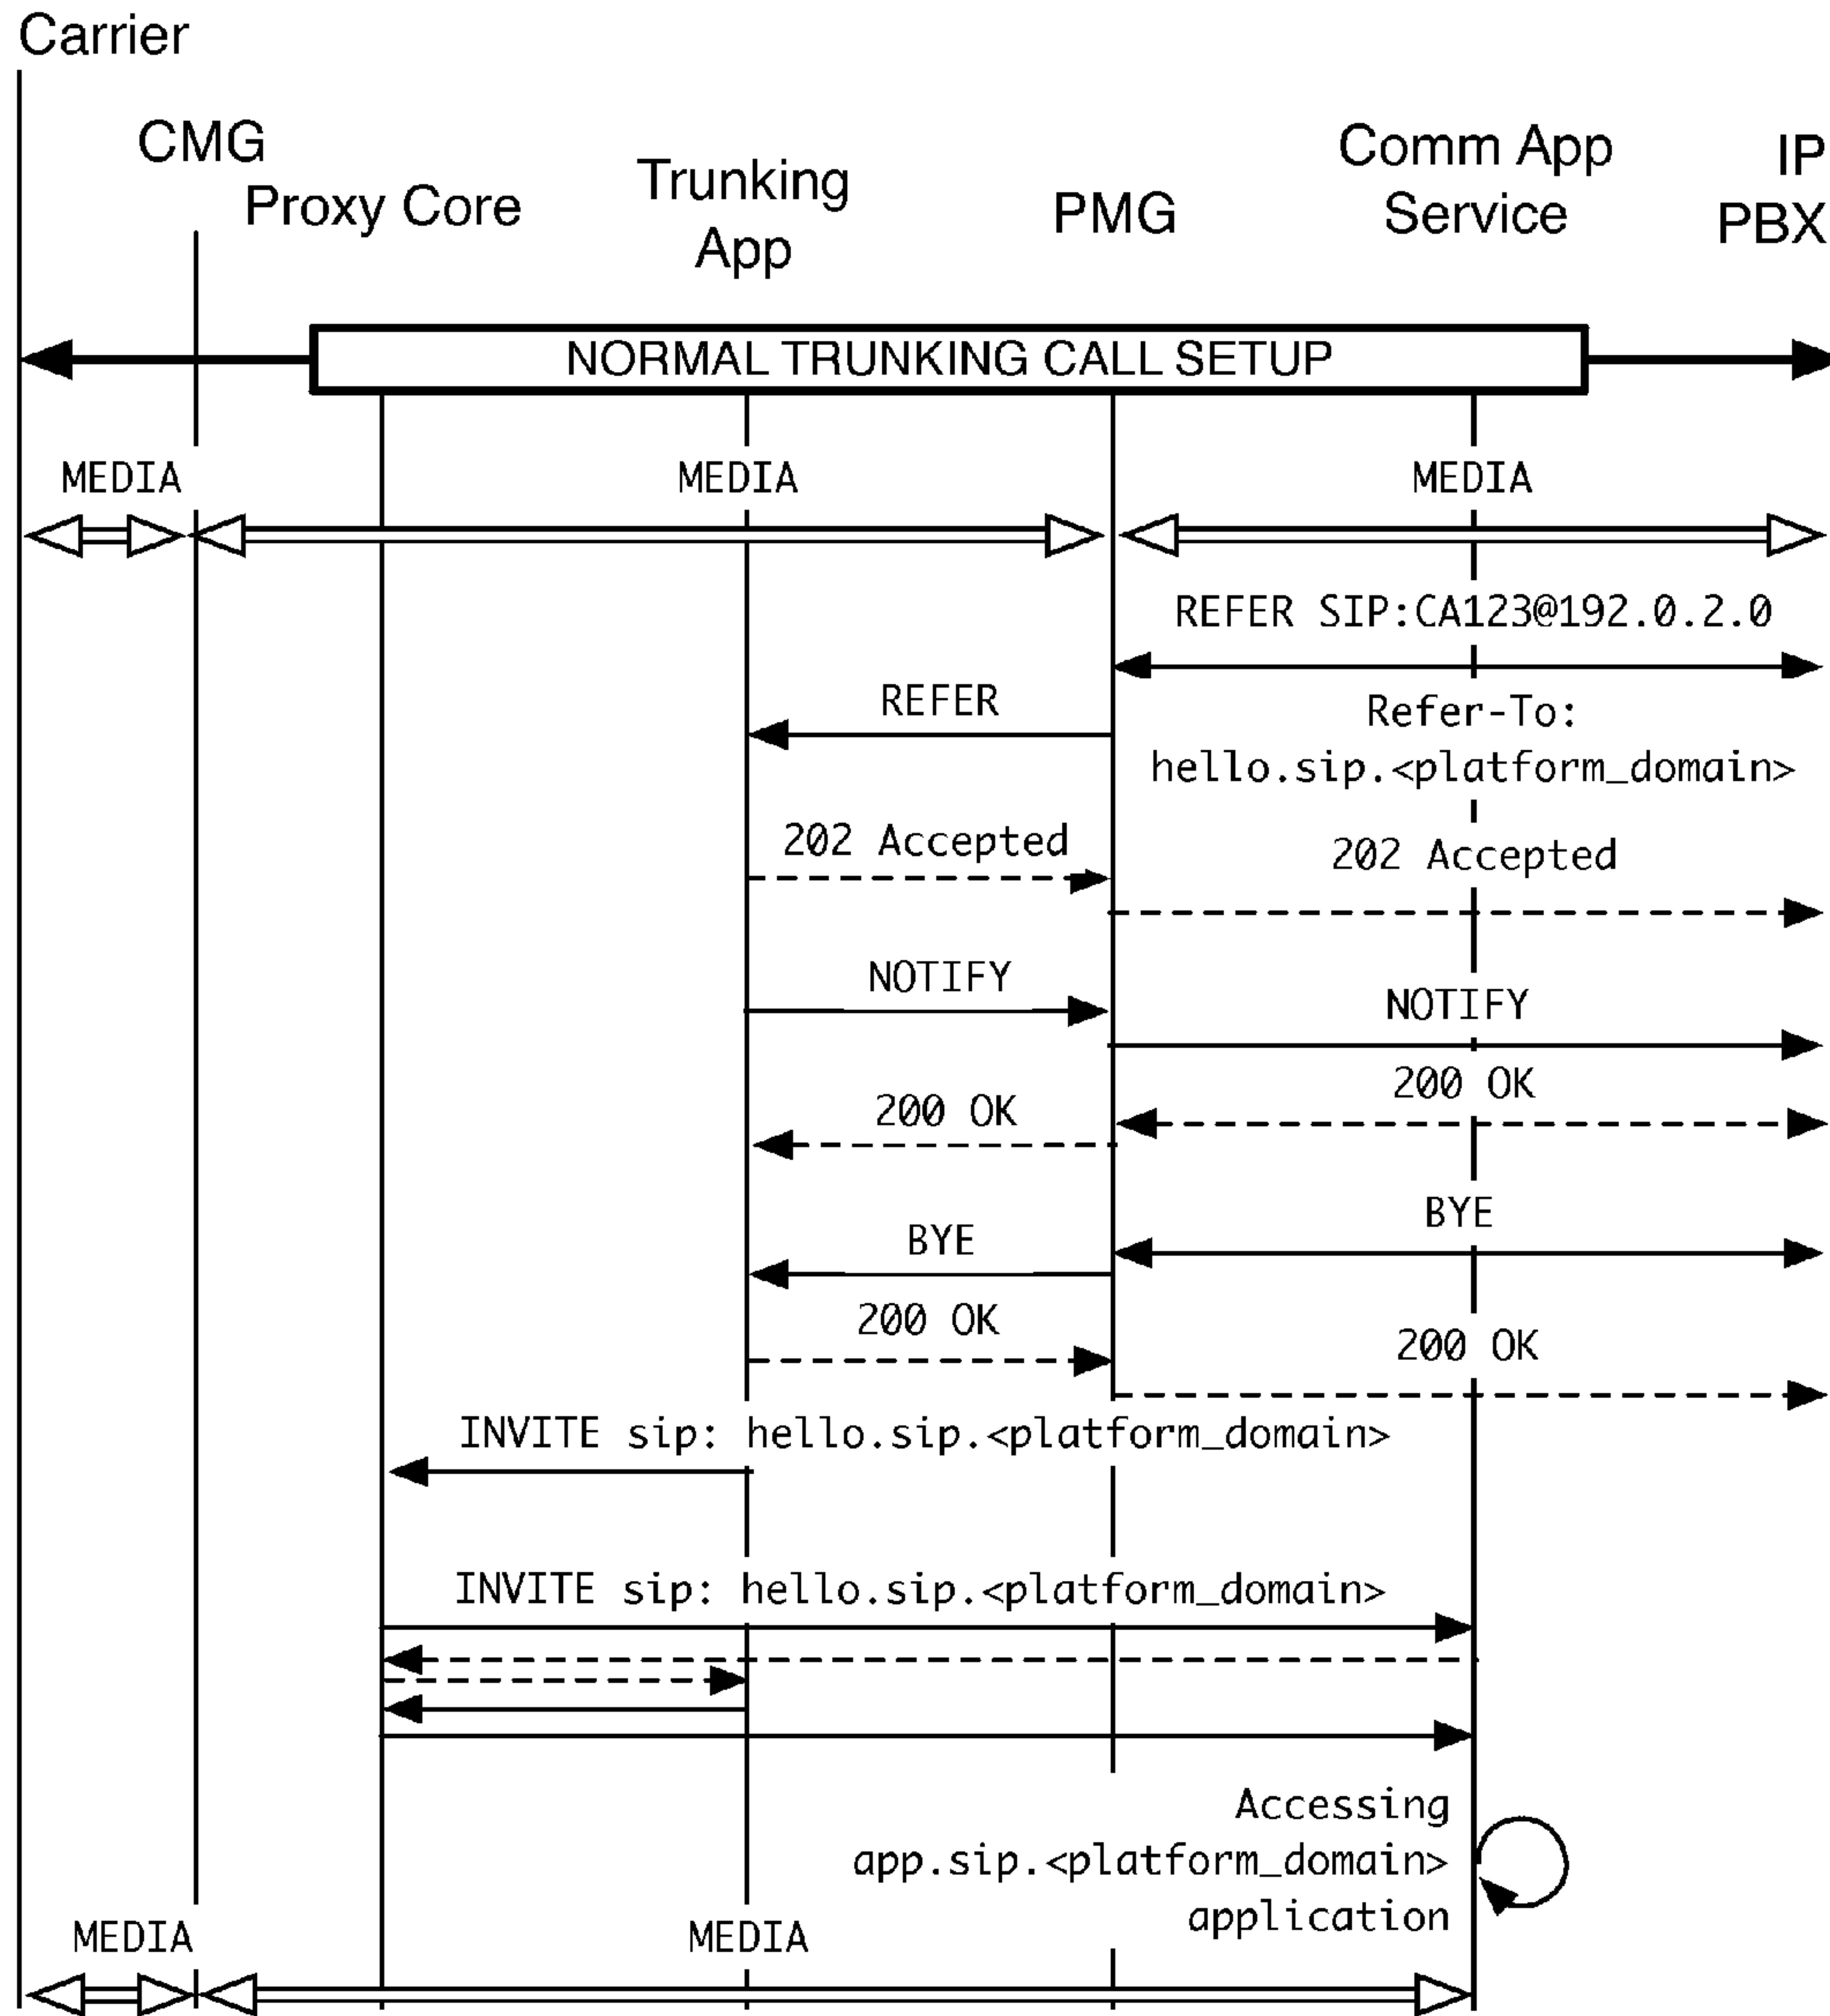 Carrier
CMG
Proxy Core
Trunking
App
PMG
Comm App
Service
IP
PBX
NORMAL TRUNKING CALL SETUP
MEDIA
MEDIA
MEDIA
REFER SIP:CA123@192.0.2.0
REFER
Refer-To:
hello.sip.<platform_domain>
202 Accepted
202 Accepted
NOTIFY
NOTIFY
200 OK
200 OK
BYE
BYE
200 OK
200 OK
INVITE sip: hello.sip.<platform_domain>
INVITE sip: hello.sip.<platform_domain>
Accessing
app.sip.<platform_domain>
application
MEDIA
MEDIA